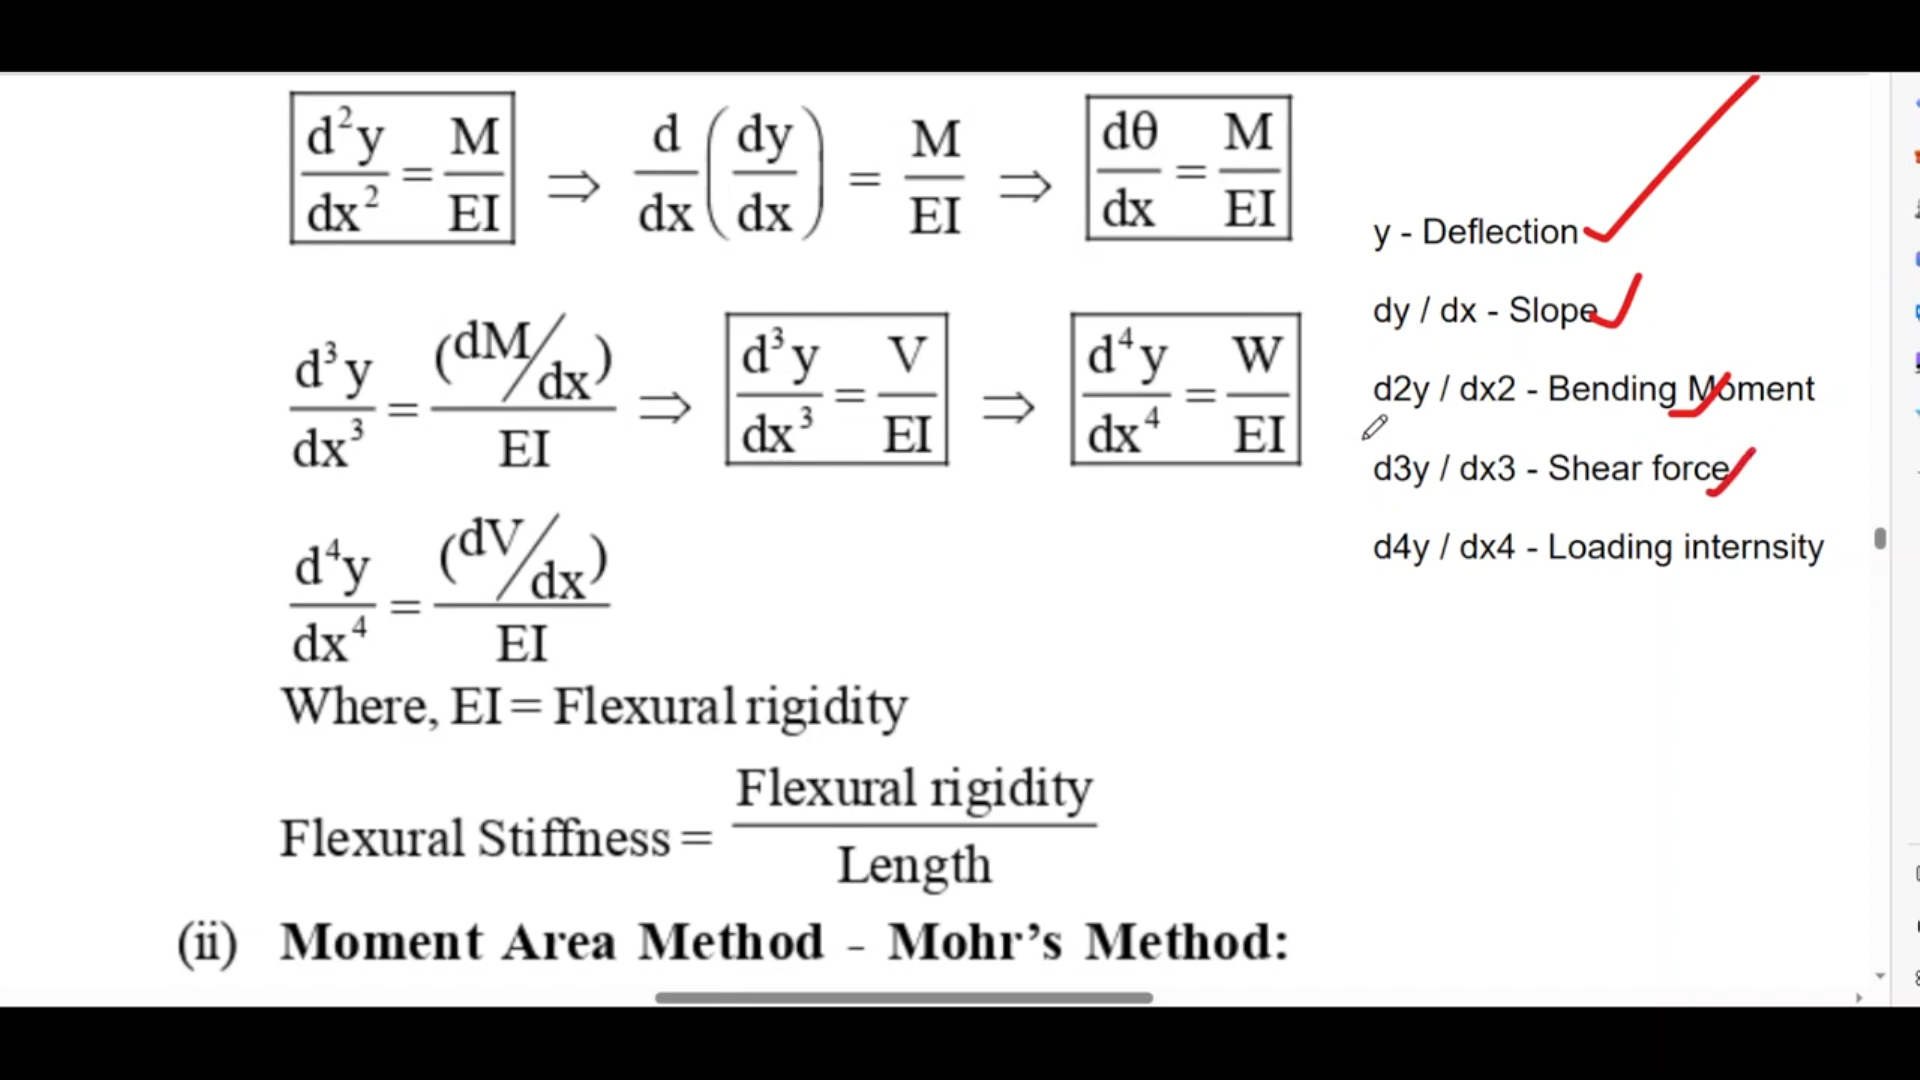 d²y/dx² = M/EI ⇒ d/dx (dy/dx) = M/EI ⇒ dθ/dx = M/EI
d³y/dx³ = (dM/dx)/EI ⇒ d³y/dx³ = V/EI ⇒ d⁴y/dx⁴ = W/EI
d⁴y/dx⁴ = (dV/dx)/EI
Where, EI = Flexural rigidity
Flexural Stiffness = Flexural rigidity / Length
(ii) Moment Area Method - Mohr's Method:
y - Deflection
dy / dx - Slope
d2y / dx2 - Bending Moment
d3y / dx3 - Shear force
d4y / dx4 - Loading internsity